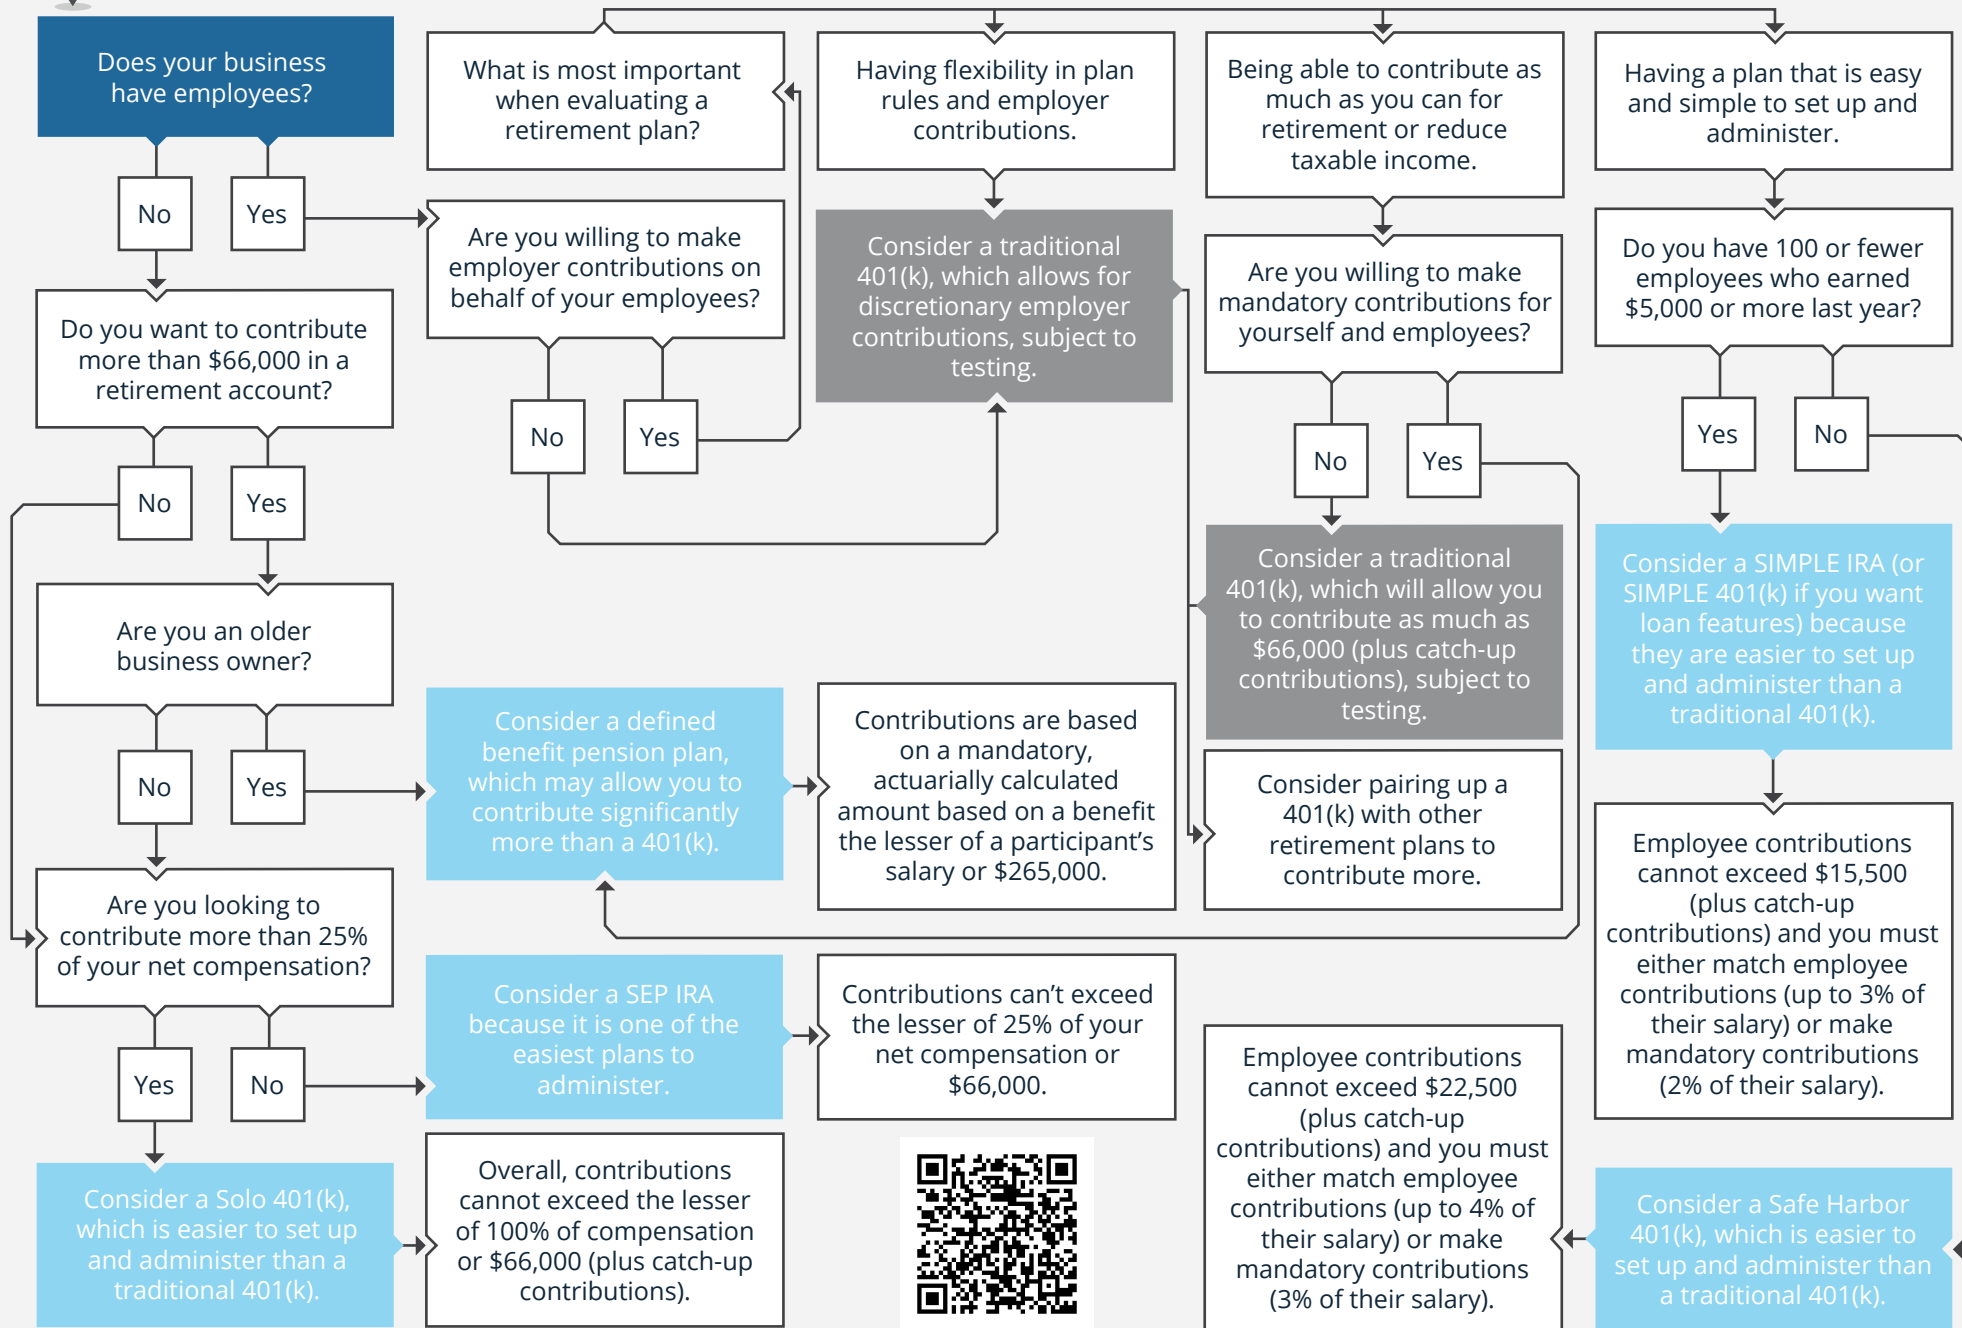 Does your business
have employees?
No
Yes
Do you want to contribute
more than $66,000 in a
retirement account?
No
Yes
Are you an older
business owner?
No
Yes
Are you looking to
contribute more than 25%
of your net compensation?
Yes
No
Consider a Solo 401(k),
which is easier to set up
and administer than a
traditional 401(k).
What is most important
when evaluating a
retirement plan?
Are you willing to make
employer contributions on
behalf of your employees?
No
Yes
Consider a defined
benefit pension plan,
which may allow you to
contribute significantly
more than a 401(k).
Consider a SEP IRA
because it is one of the
easiest plans to
administer.
Overall, contributions
cannot exceed the lesser
of 100% of compensation
or $66,000 (plus catch-up
contributions).
Having flexibility in plan
rules and employer
contributions.
Consider a traditional
401(k), which allows for
discretionary employer
contributions, subject to
testing.
Contributions are based
on a mandatory,
actuarially calculated
amount based on a benefit
the lesser of a participant's
salary or $265,000.
Contributions can't exceed
the lesser of 25% of your
net compensation or
$66,000.
Being able to contribute as
much as you can for
retirement or reduce
taxable income.
Are you willing to make
mandatory contributions for
yourself and employees?
No
Yes
Consider a traditional
401(k), which will allow you
to contribute as much as
$66,000 (plus catch-up
contributions), subject to
testing.
Consider pairing up a
401(k) with other
retirement plans to
contribute more.
Employee contributions
cannot exceed $22,500
(plus catch-up
contributions) and you must
either match employee
contributions (up to 4% of
their salary) or make
mandatory contributions
(3% of their salary).
Having a plan that is easy
and simple to set up and
administer.
Do you have 100 or fewer
employees who earned
$5,000 or more last year?
Yes
No
Consider a SIMPLE IRA (or
SIMPLE 401(k) if you want
loan features) because
they are easier to set up
and administer than a
traditional 401(k).
Employee contributions
cannot exceed $15,500
(plus catch-up
contributions) and you must
either match employee
contributions (up to 3% of
their salary) or make
mandatory contributions
(2% of their salary).
Consider a Safe Harbor
401(k), which is easier to
set up and administer than
a traditional 401(k).